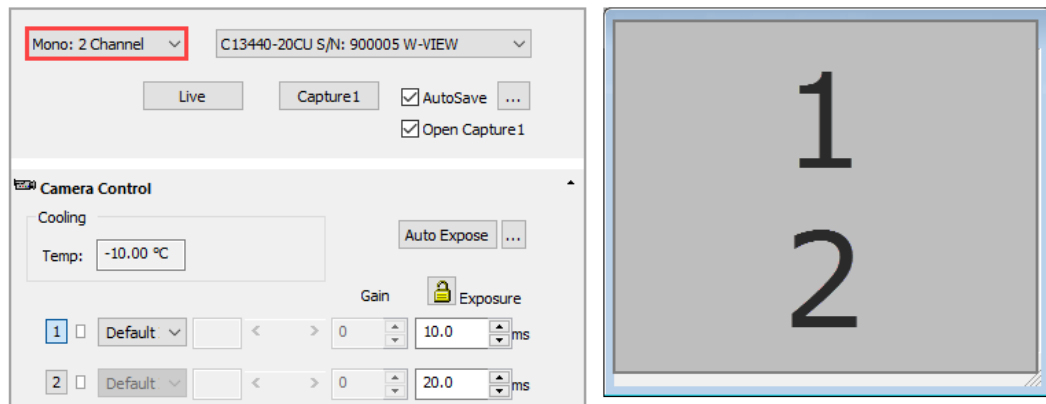 Mono: 2 Channel C13440-20CU S/N: 900005 W-VIEW
Live Capture1 AutoSave ...
Open Capture1
Camera Control
Cooling
Temp: -10.00 ºC
Auto Expose ...
Gain Exposure
1 Default < > 0 10.0 ms
2 Default < > 0 20.0 ms
1
2